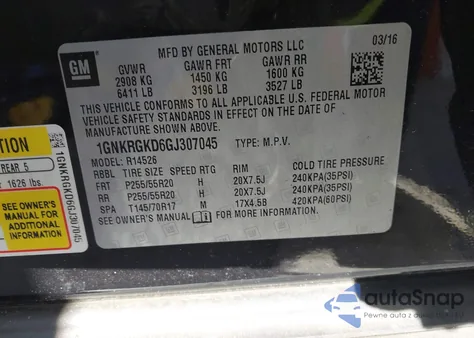 GM
MFD BY GENERAL MOTORS LLC
03/16
GVWR GAWR FRT GAWR RR
2908 KG 1450 KG 1600 KG
6411 LB 3196 LB 3527 LB
THIS VEHICLE CONFORMS TO ALL APPLICABLE U.S. FEDERAL MOTOR
VEHICLE SAFETY STANDARDS IN EFFECT ON THE DATE OF
MANUFACTURE SHOWN ABOVE.
1GNKRGKD6GJ307045 TYPE: M.P.V.
MODEL: R14526
RBBL TIRE SIZE SPEED RTG RIM COLD TIRE PRESSURE
FRT P255/55R20 H 20X7.5J 240KPA(35PSI)
RR P255/55R20 H 20X7.5J 240KPA(35PSI)
SPA T145/70R17 M 17X4.5B 420KPA(60PSI)
SEE OWNER'S MANUAL FOR MORE INFORMATION.
REAR 5
1626 lbs.
SEE OWNER'S
MANUAL FOR
ADDITIONAL
INFORMATION
1GNKRGKD6GJ307045
autoSnap
Pewne auta z USA